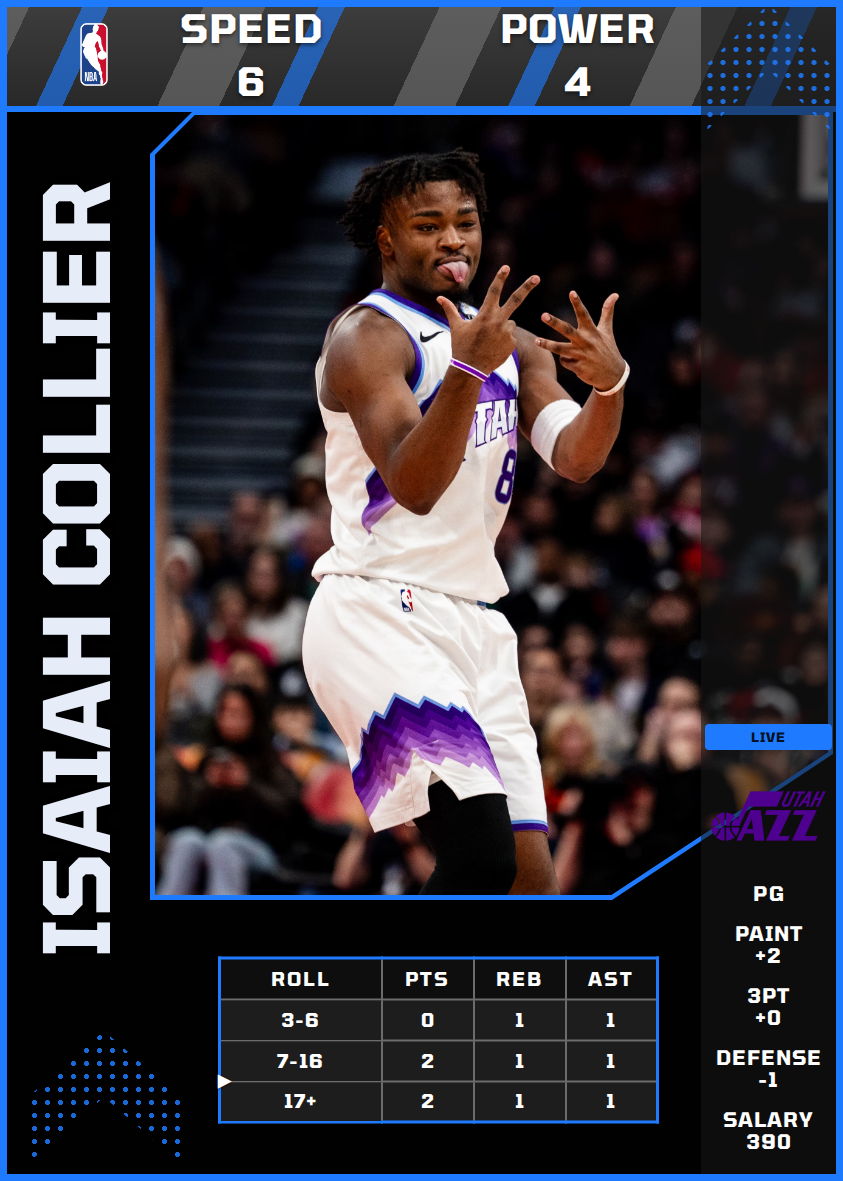 SPEED
6
POWER
4
NBA
ISAIAH COLLIER
UTAH
8
LIVE
UTAH
JAZZ
PG
PAINT
+2
3PT
+0
DEFENSE
-1
SALARY
390
ROLL PTS REB AST
3-6 0 1 1
7-16 2 1 1
17+ 2 1 1